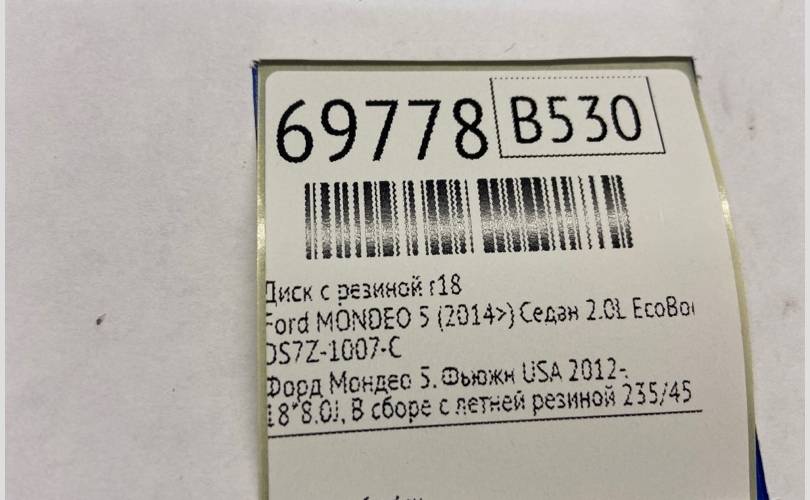 69778 B530
Диск с резиной r18
Ford MONDEO 5 (2014>) Седан 2.0L EcoBo
DS7Z-1007-C
Форд Мондео 5. Фьюжн USA 2012-.
18*8.0J, В сборе с летней резиной 235/45